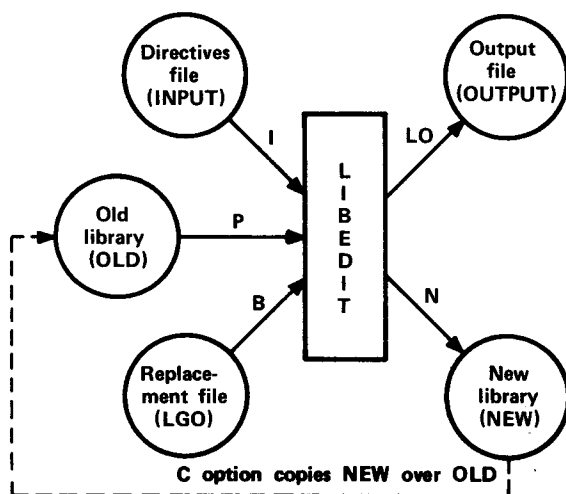 Directives
file
(INPUT)
Output
file
(OUTPUT)
I
LO
L
I
B
E
D
I
T
Old
library
(OLD)
P
B
N
Replace-
ment file
(LGO)
New
library
(NEW)
C option copies NEW over OLD